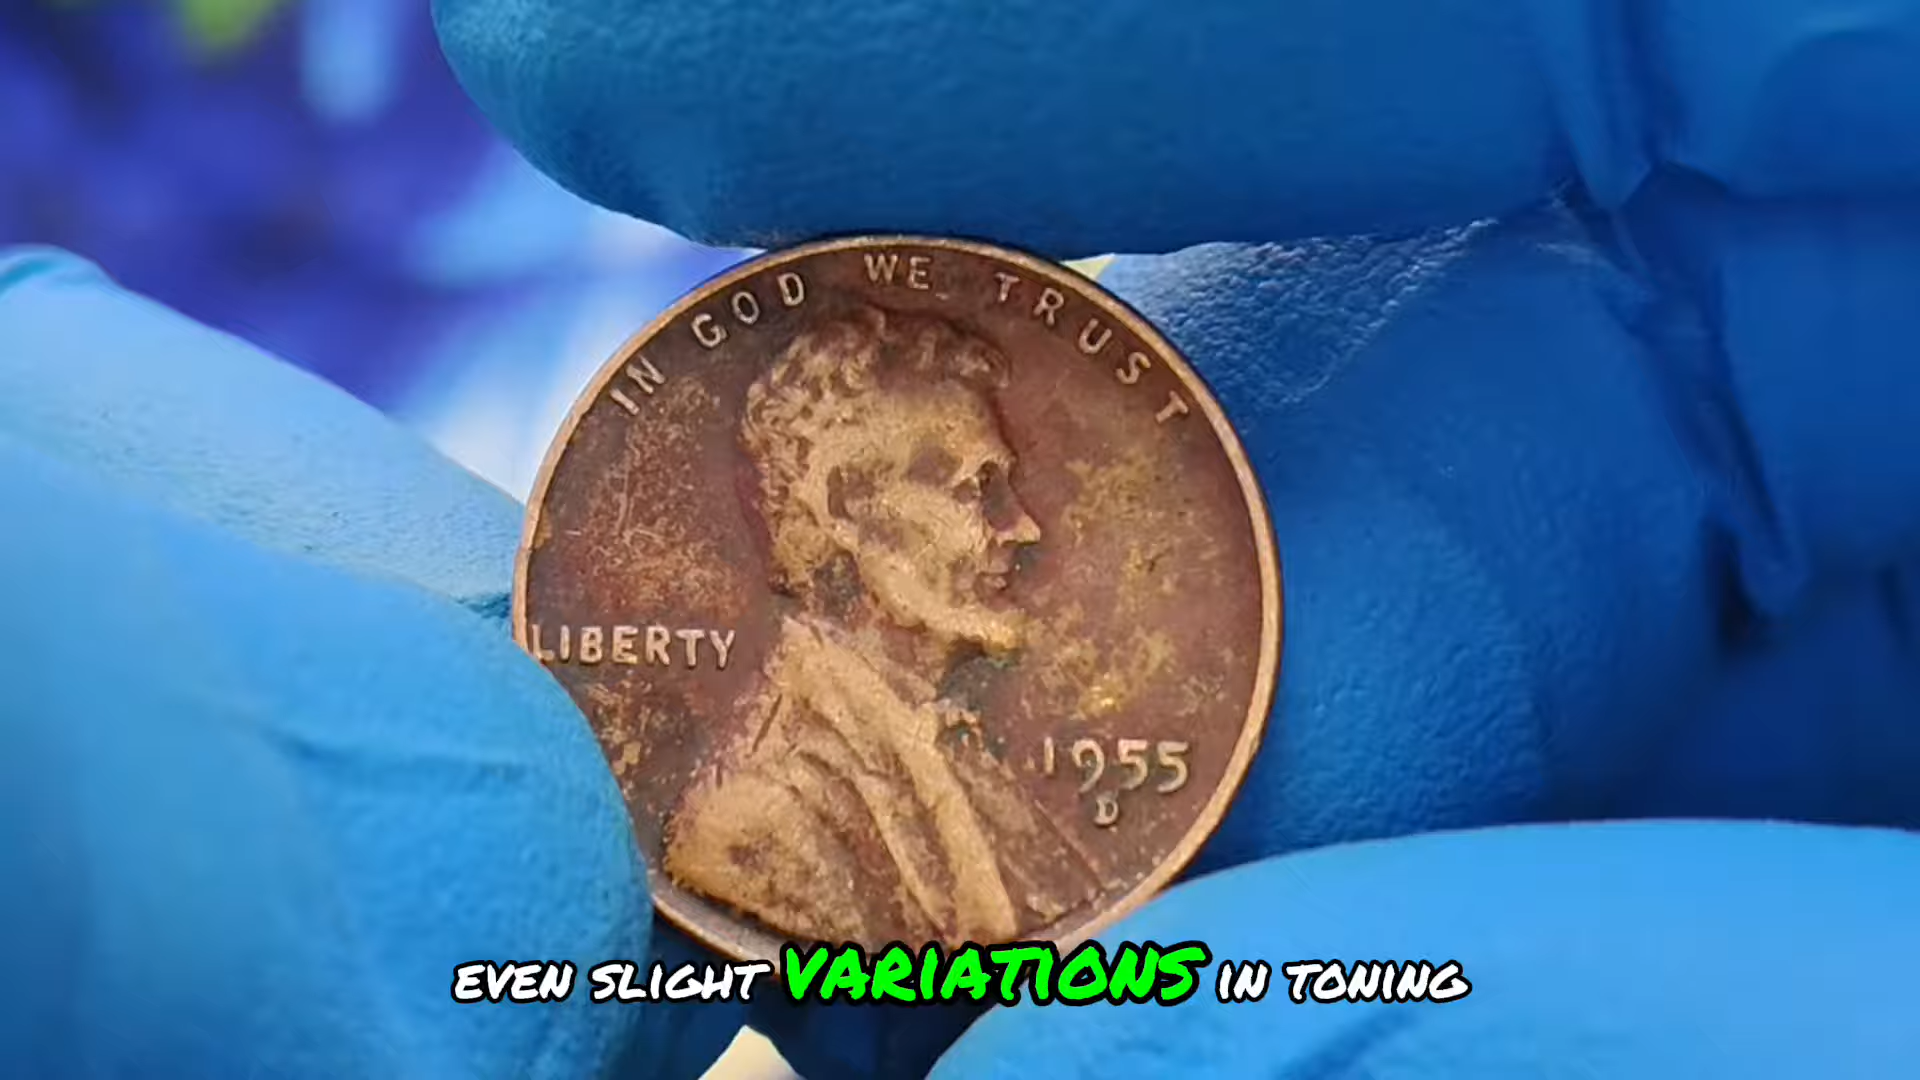 IN GOD WE TRUST
LIBERTY
1955
D
EVEN SLIGHT VARIATIONS IN TONING